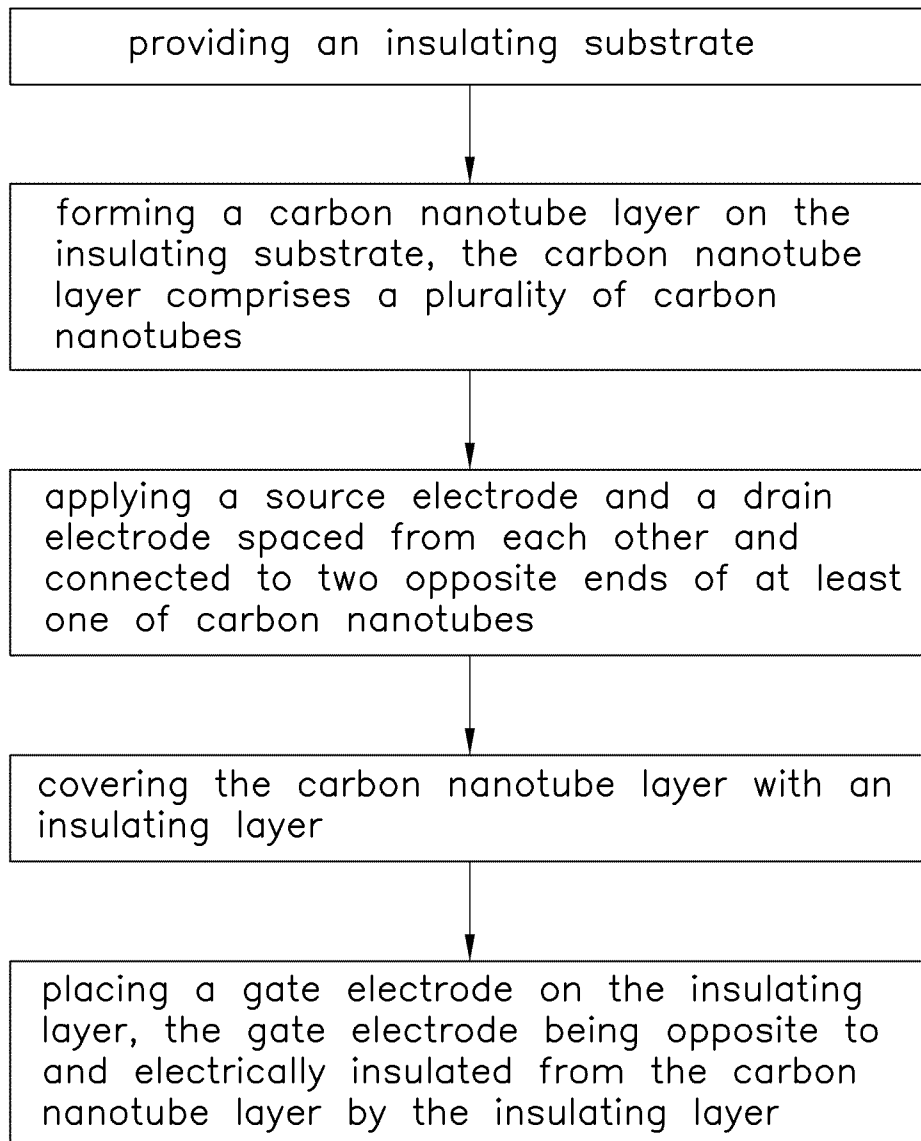 providing an insulating substrate
forming a carbon nanotube layer on the
insulating substrate, the carbon nanotube
layer comprises a plurality of carbon
nanotubes
applying a source electrode and a drain
electrode spaced from each other and
connected to two opposite ends of at least
one of carbon nanotubes
covering the carbon nanotube layer with an
insulating layer
placing a gate electrode on the insulating
layer, the gate electrode being opposite to
and electrically insulated from the carbon
nanotube layer by the insulating layer